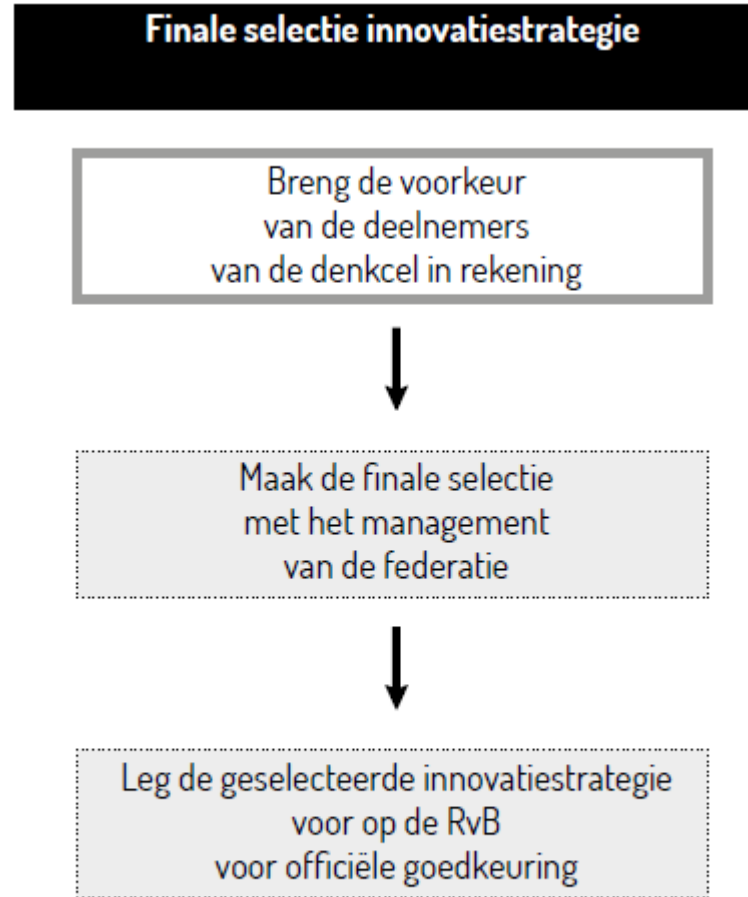 Finale selectie innovatiestrategie
Breng de voorkeur
van de deelnemers
van de denkcel in rekening
Maak de finale selectie
met het management
van de federatie
Leg de geselecteerde innovatiestrategie
voor op de RvB
voor officiële goedkeuring